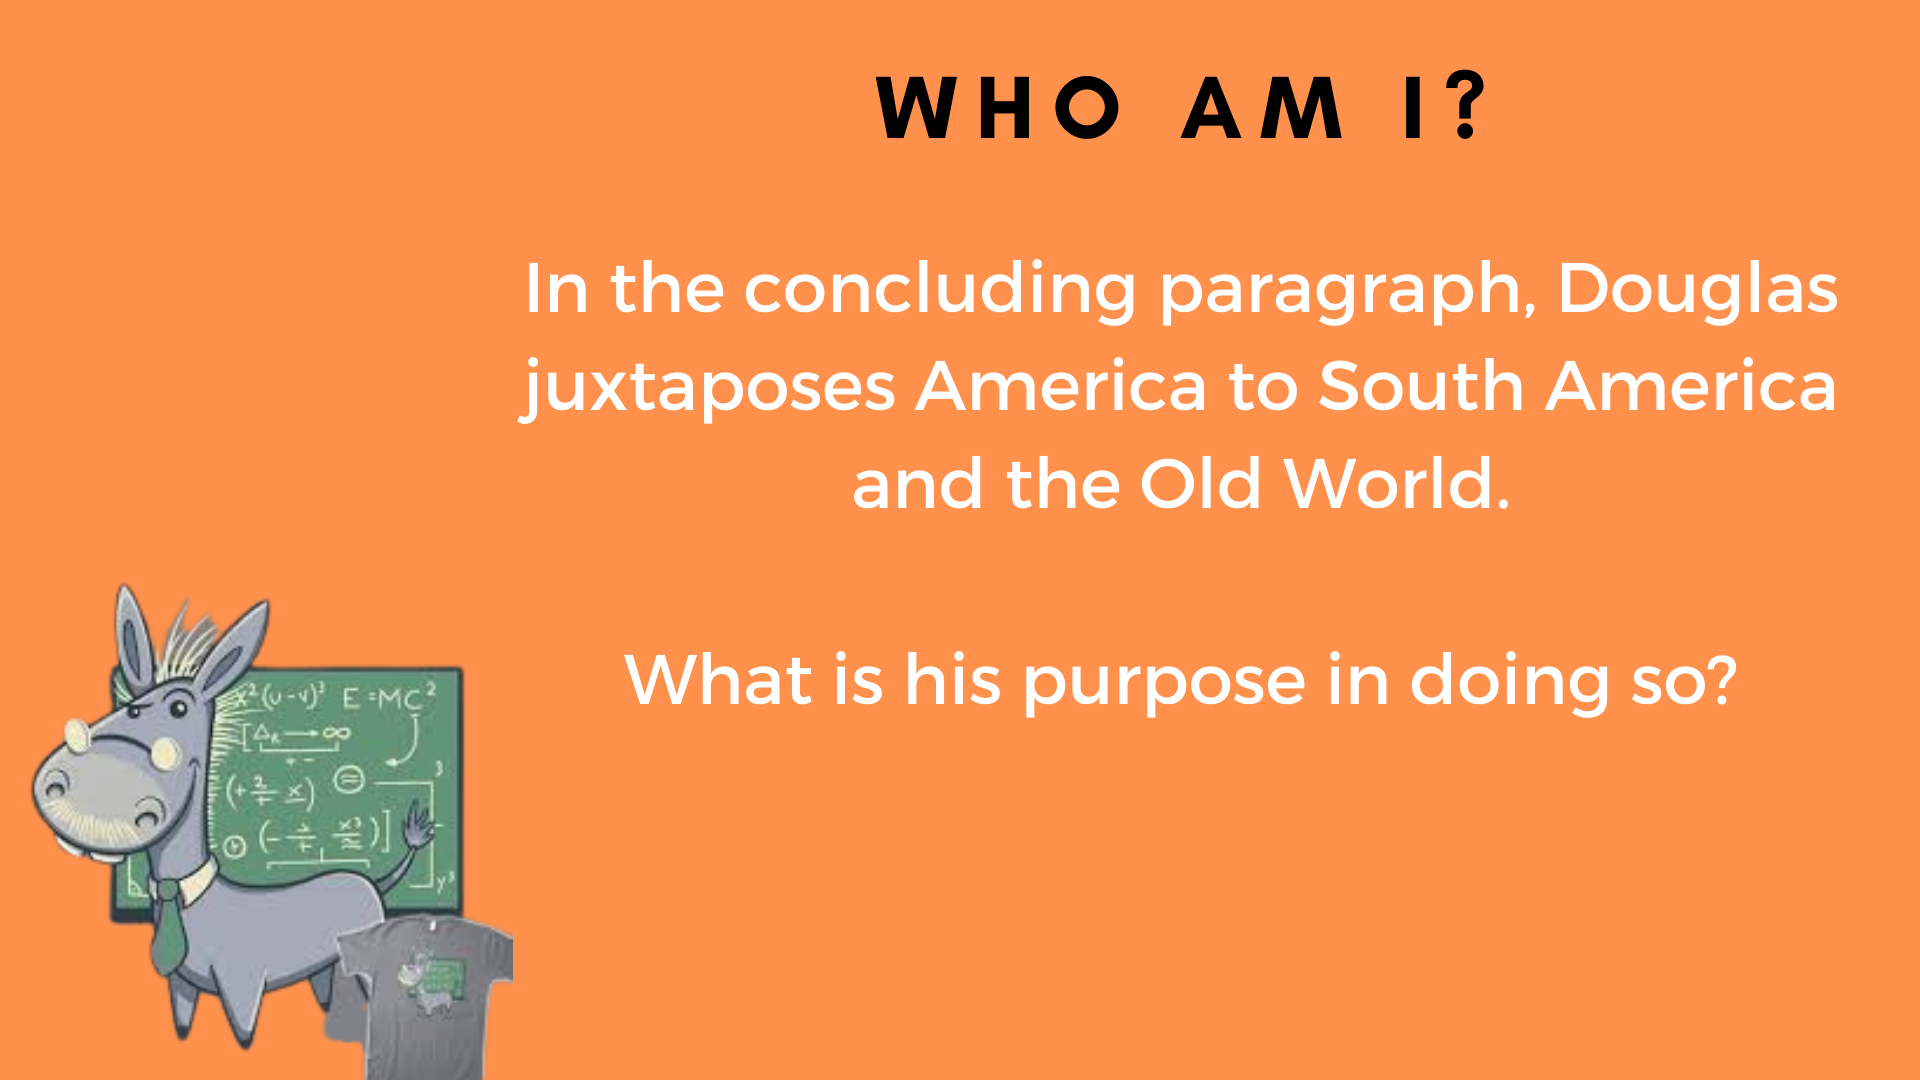 WHO AM I?
In the concluding paragraph, Douglas
juxtaposes America to South America
and the Old World.
What is his purpose in doing so?
E=MC²